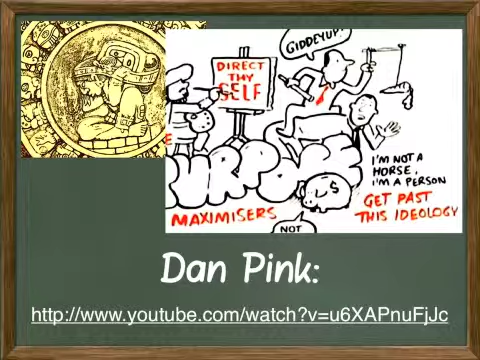 GIDDEYUP!
DIRECT
THY
SELF
PURPOSE
I'M NOT A
HORSE,
I'M A PERSON
MAXIMISERS
GET PAST
THIS IDEOLOGY
NOT
Dan Pink:
http://www.youtube.com/watch?v=u6XAPnuFjJc